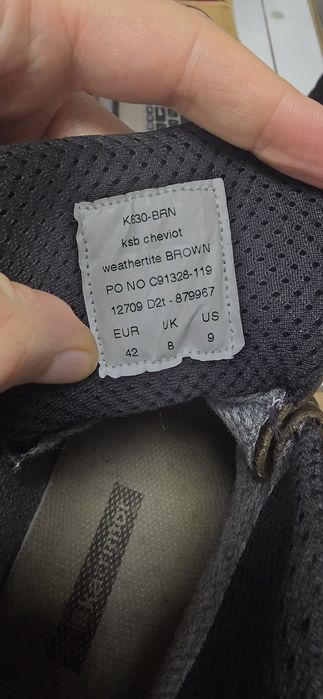 K630-BRN
ksb cheviot
weathertite BROWN
PO NO C91328-119
12709 D2t - 879967
EUR UK US
42 8 9